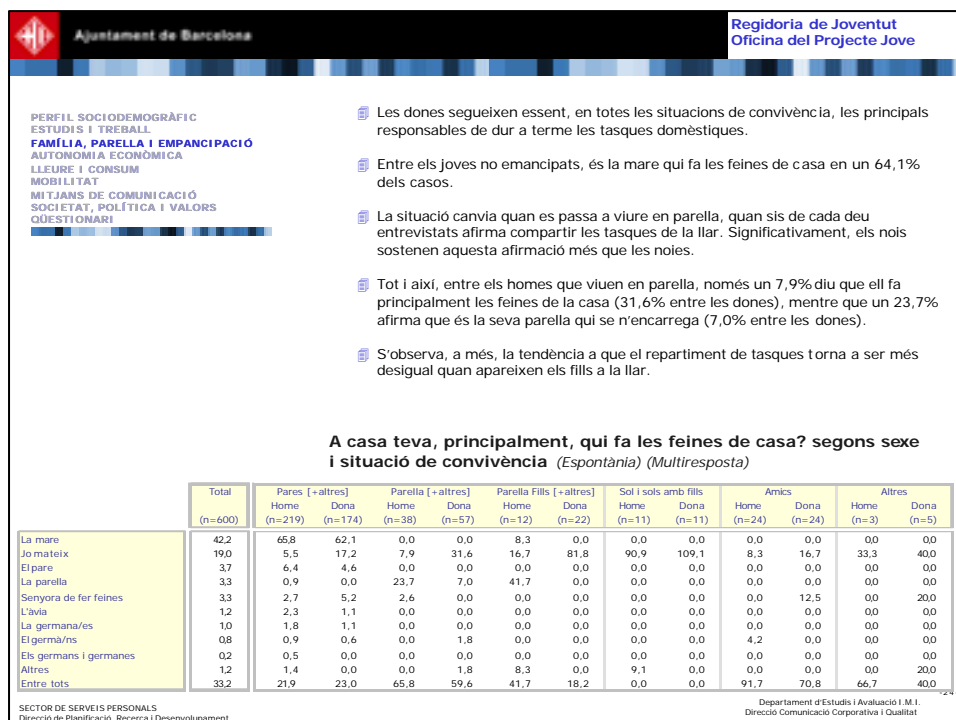 Ajuntament de Barcelona
Regidoria de Joventut
Oficina del Projecte Jove
PERFIL SOCIODEMOGRÀFIC
ESTUDIS I TREBALL
FAMÍLIA, PARELLA I EMPANCIPACIÓ
AUTONOMIA ECONÒMICA
LLEURE I CONSUM
MOBILITAT
MITJANS DE COMUNICACIÓ
SOCIETAT, POLÍTICA I VALORS
QÜESTIONARI
Les dones segueixen essent, en totes les situacions de convivència, les principals
responsables de dur a terme les tasques domèstiques.
Entre els joves no emancipats, és la mare qui fa les feines de casa en un 64,1%
dels casos.
La situació canvia quan es passa a viure en parella, quan sis de cada deu
entrevistats afirma compartir les tasques de la llar. Significativament, els nois
sostenen aquesta afirmació més que les noies.
Tot i així, entre els homes que viuen en parella, només un 7,9% diu que ell fa
principalment les feines de la casa (31,6% entre les dones), mentre que un 23,7%
afirma que és la seva parella qui se n'encarrega (7,0% entre les dones).
S'observa, a més, la tendència a que el repartiment de tasques torna a ser més
desigual quan apareixen els fills a la llar.
A casa teva, principalment, qui fa les feines de casa? segons sexe
i situació de convivència (Espontània) (Multiresposta)
Total Pares [+altres] Parella [+altres] Parella Fills [+altres] Sol i sols amb fills Amics Altres
Home Dona Home Dona Home Dona Home Dona Home Dona Home Dona
(n=600) (n=219) (n=174) (n=38) (n=57) (n=12) (n=22) (n=11) (n=11) (n=24) (n=24) (n=3) (n=5)
La mare 42,2 65,8 62,1 0,0 0,0 8,3 0,0 0,0 0,0 0,0 0,0 0,0 0,0
Jo mateix 19,0 5,5 17,2 7,9 31,6 16,7 81,8 90,9 109,1 8,3 16,7 33,3 40,0
El pare 3,7 6,4 4,6 0,0 0,0 0,0 0,0 0,0 0,0 0,0 0,0 0,0 0,0
La parella 3,3 0,9 0,0 23,7 7,0 41,7 0,0 0,0 0,0 0,0 0,0 0,0 0,0
Senyora de fer feines 3,3 2,7 5,2 2,6 0,0 0,0 0,0 0,0 0,0 0,0 12,5 0,0 20,0
L'àvia 1,2 2,3 1,1 0,0 0,0 0,0 0,0 0,0 0,0 0,0 0,0 0,0 0,0
La germana/es 1,0 1,8 1,1 0,0 0,0 0,0 0,0 0,0 0,0 0,0 0,0 0,0 0,0
El germà/ns 0,8 0,9 0,6 0,0 1,8 0,0 0,0 0,0 0,0 4,2 0,0 0,0 0,0
Els germans i germanes 0,2 0,5 0,0 0,0 0,0 0,0 0,0 0,0 0,0 0,0 0,0 0,0 0,0
Altres 1,2 1,4 0,0 0,0 1,8 8,3 0,0 9,1 0,0 0,0 0,0 0,0 20,0
Entre tots 33,2 21,9 23,0 65,8 59,6 41,7 18,2 0,0 0,0 91,7 70,8 66,7 40,0
SECTOR DE SERVEIS PERSONALS
Direcció de Planificació, Recerca i Desenvolupament
Departament d'Estudis i Avaluació I.M.I.
Direcció Comunicació Corporativa i Qualitat